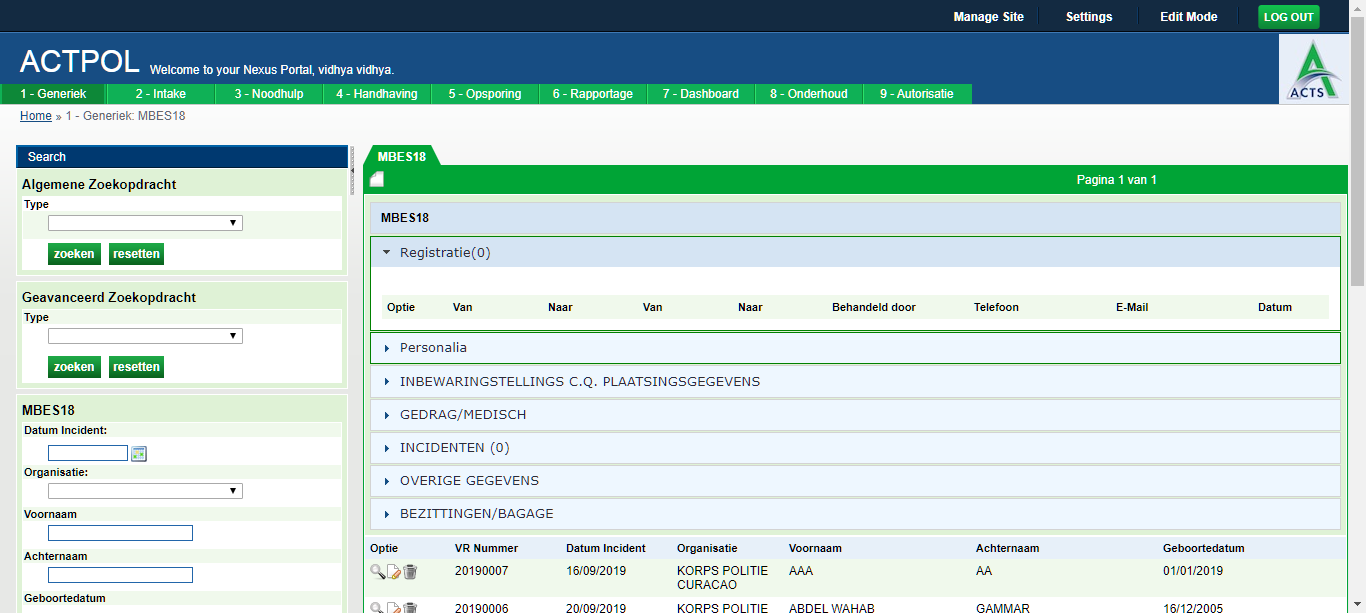 Manage Site Settings Edit Mode LOG OUT
ACTPOL Welcome to your Nexus Portal, vidhya vidhya.
ACTS
1 - Generiek 2 - Intake 3 - Noodhulp 4 - Handhaving 5 - Opsporing 6 - Rapportage 7 - Dashboard 8 - Onderhoud 9 - Autorisatie
Home » 1 - Generiek: MBES18
Search
Algemene Zoekopdracht
Type
zoeken resetten
Geavanceerd Zoekopdracht
Type
zoeken resetten
MBES18
Datum Incident:
Organisatie:
Voornaam
Achternaam
Geboortedatum
MBES18
Pagina 1 van 1
MBES18
Registratie(0)
Optie Van Naar Van Naar Behandeld door Telefoon E-Mail Datum
Personalia
INBEWARINGSTELLINGS C.Q. PLAATSINGSGEGEVENS
GEDRAG/MEDISCH
INCIDENTEN (0)
OVERIGE GEGEVENS
BEZITTINGEN/BAGAGE
Optie VR Nummer Datum Incident Organisatie Voornaam Achternaam Geboortedatum
20190007 16/09/2019 KORPS POLITIE AAA AA 01/01/2019
CURACAO
20190006 20/09/2019 KORPS POLITIE ABDEL WAHAB GAMMAR 16/12/2005